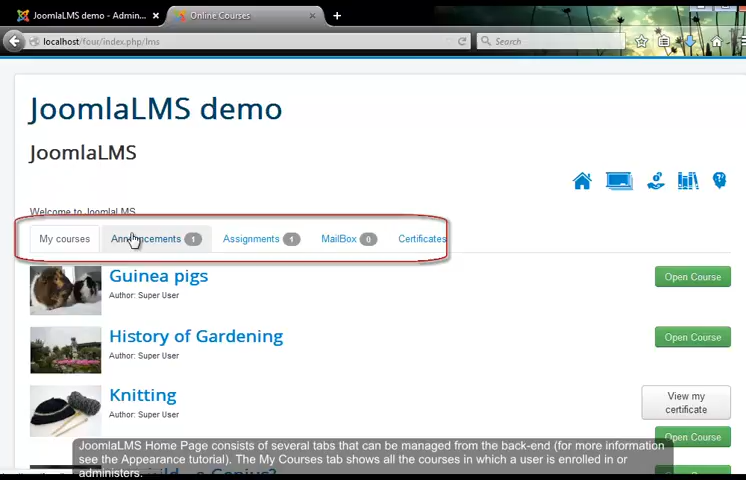 JoomlaLMS demo - Admin...
Online Courses
localhost/four/index.php/lms
Search
JoomlaLMS demo
JoomlaLMS
Welcome to JoomlaLMS
My courses Announcements 1 Assignments 1 MailBox 0 Certificates
Guinea pigs
Author: Super User
Open Course
History of Gardening
Author: Super User
Open Course
Knitting
Author: Super User
View my
certificate
Open Course
JoomlaLMS Home Page consists of several tabs that can be managed from the back-end (for more information
see the Appearance tutorial). The My Courses tab shows all the courses in which a user is enrolled in or
administers.
a Genius?
Open Course